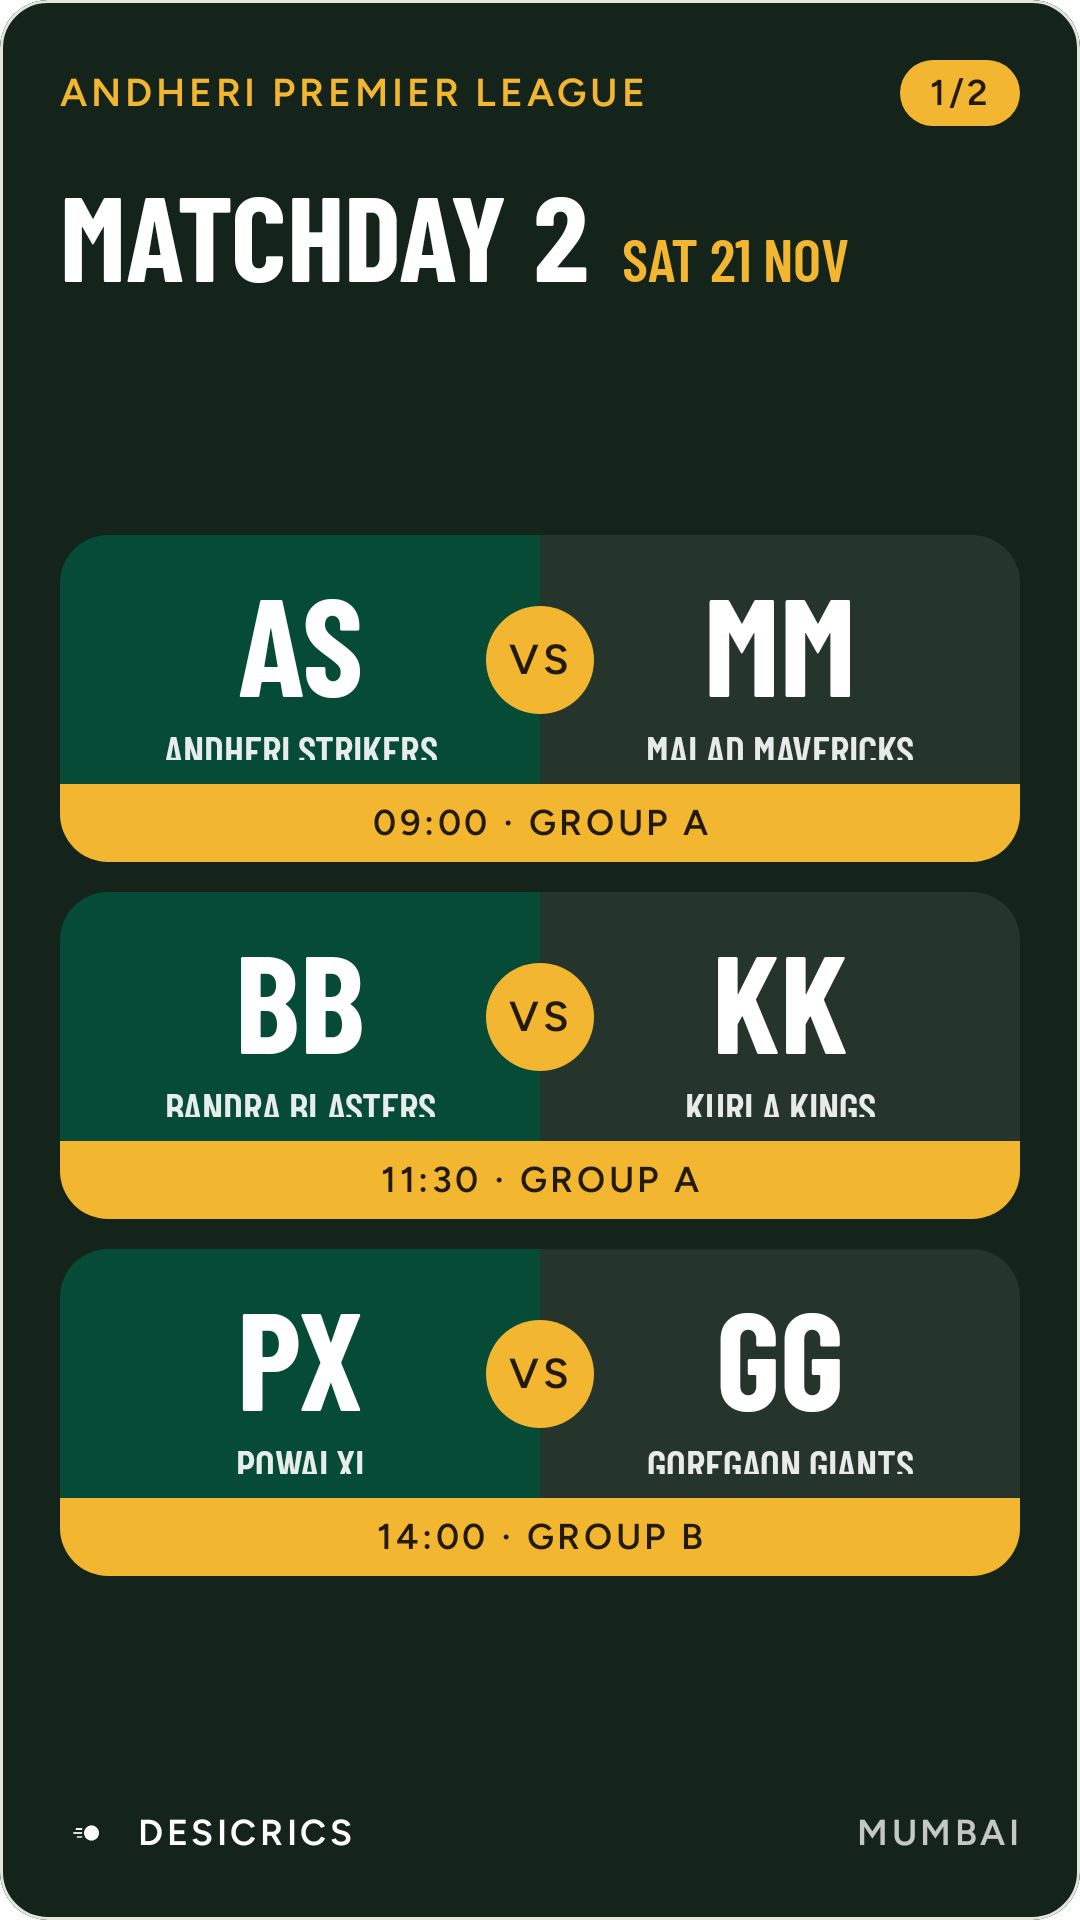 ANDHERI PREMIER LEAGUE
1/2
MATCHDAY 2 SAT 21 NOV
AS VS MM
ANDHERI STRIKERS MALAD MAVERICKS
09:00 · GROUP A
BB VS KK
BANDRA BLASTERS KURLA KINGS
11:30 · GROUP A
PX VS GG
POWAI XI GOREGAON GIANTS
14:00 · GROUP B
DESICRICS
MUMBAI